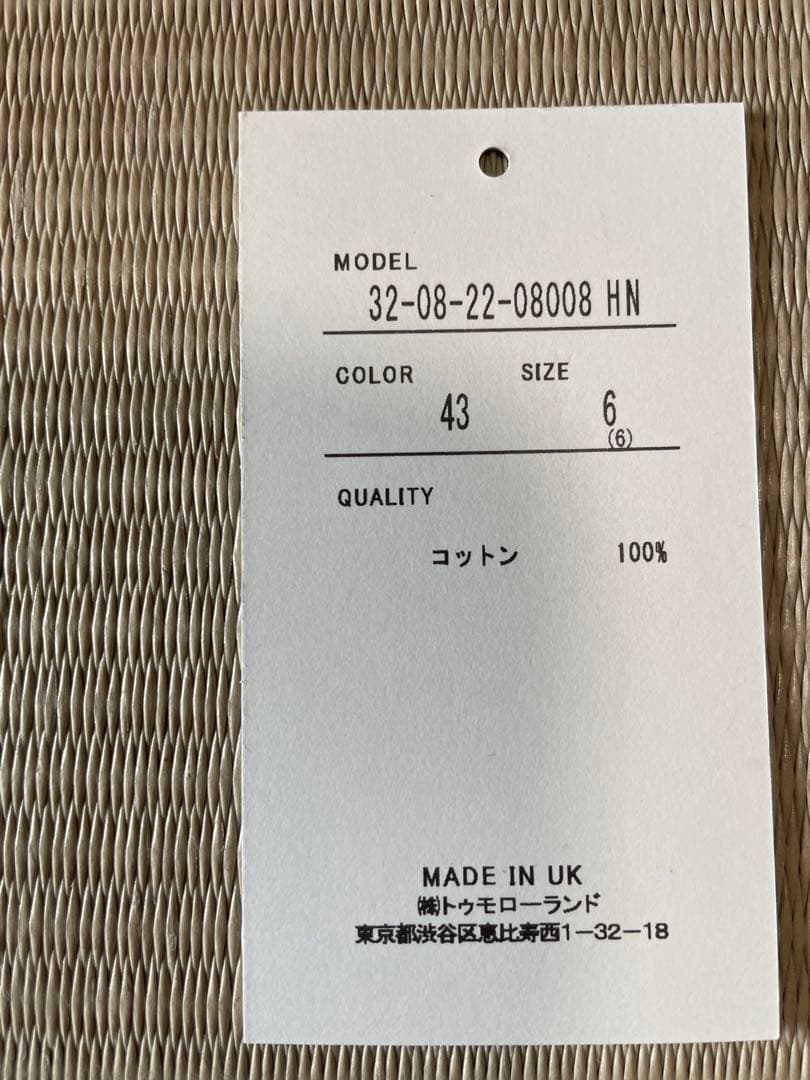 MODEL
32-08-22-08008 HN
COLOR SIZE
43 6
(6)
QUALITY
コットン 100%
MADE IN UK
㈱トゥモローランド
東京都渋谷区恵比寿西1-32-18